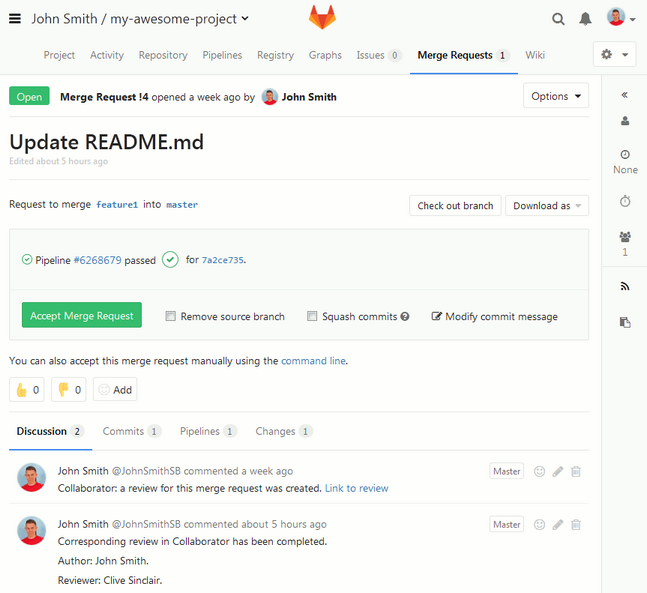 John Smith / my-awesome-project
Project Activity Repository Pipelines Registry Graphs Issues 0 Merge Requests 1 Wiki
Open Merge Request !4 opened a week ago by John Smith Options
Update README.md
Edited about 5 hours ago
None
Request to merge feature1 into master Check out branch Download as
1
Pipeline #6268679 passed for 7a2ce735.
Accept Merge Request Remove source branch Squash commits Modify commit message
You can also accept this merge request manually using the command line.
0 0 Add
Discussion 2 Commits 1 Pipelines 1 Changes 1
John Smith @JohnSmithSB commented a week ago Master
Collaborator: a review for this merge request was created. Link to review
John Smith @JohnSmithSB commented about 5 hours ago Master
Corresponding review in Collaborator has been completed.
Author: John Smith.
Reviewer: Clive Sinclair.